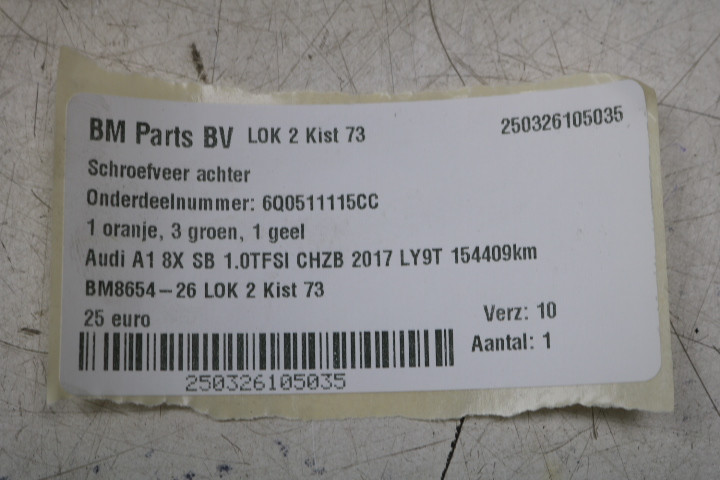 BM Parts BV LOK 2 Kist 73 250326105035
Schroefveer achter
Onderdeelnummer: 6Q0511115CC
1 oranje, 3 groen, 1 geel
Audi A1 8X SB 1.0TFSI CHZB 2017 LY9T 154409km
BM8654-26 LOK 2 Kist 73
25 euro Verz: 10
Aantal: 1
250326105035